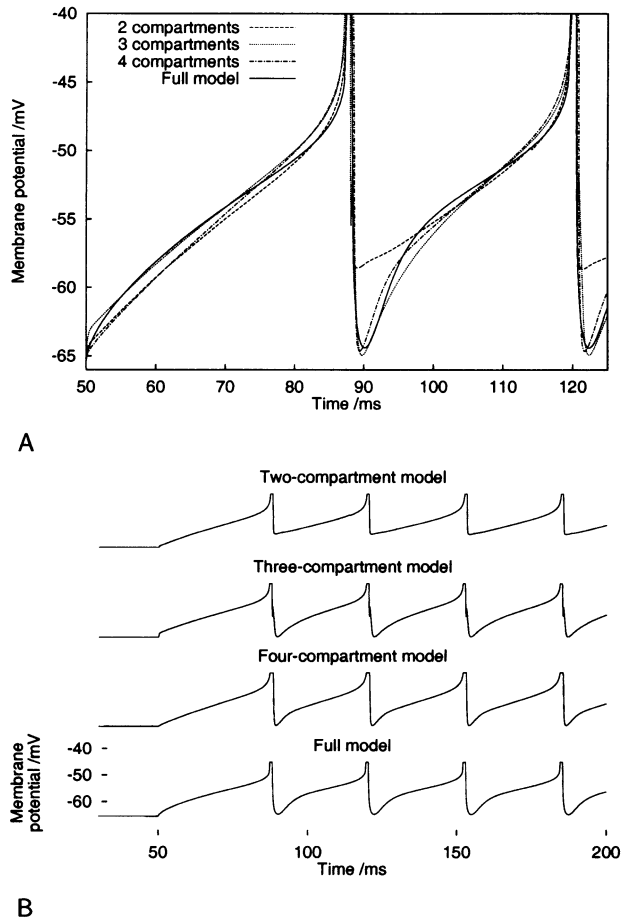 -40
2 compartments
3 compartments
4 compartments
Full model
-45
-50
-55
-60
-65
Membrane potential /mV
50 60 70 80 90 100 110 120
Time /ms
A
Two-compartment model
Three-compartment model
Four-compartment model
Full model
Membrane
potential /mV
-40
-50
-60
50 100 150 200
Time /ms
B